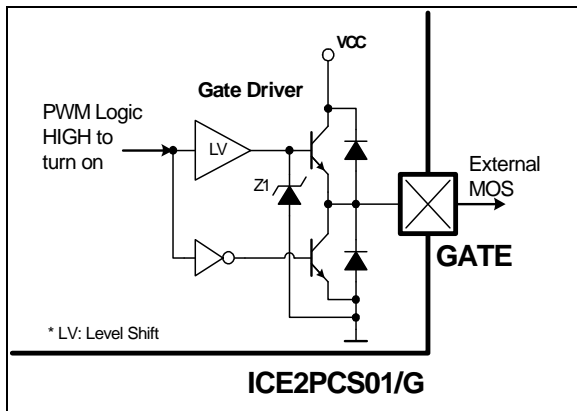 VCC
Gate Driver
PWM Logic
HIGH to
turn on
LV
Z1
External
MOS
GATE
* LV: Level Shift
ICE2PCS01/G